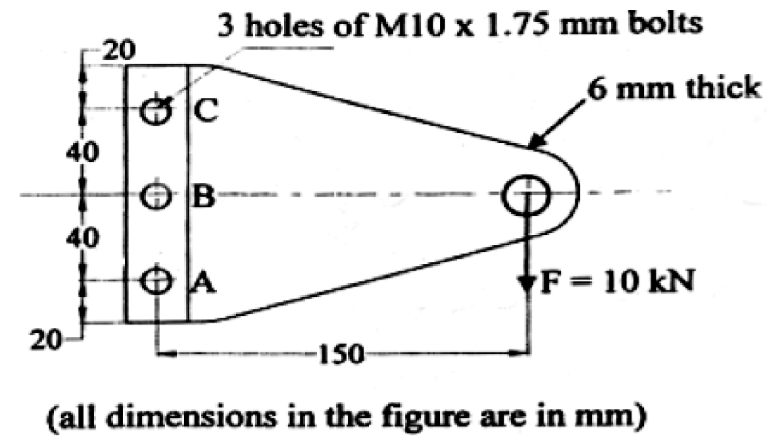 3 holes of M10 x 1.75 mm bolts
20
6 mm thick
C
40
B
40
A
F = 10 kN
20
150
(all dimensions in the figure are in mm)